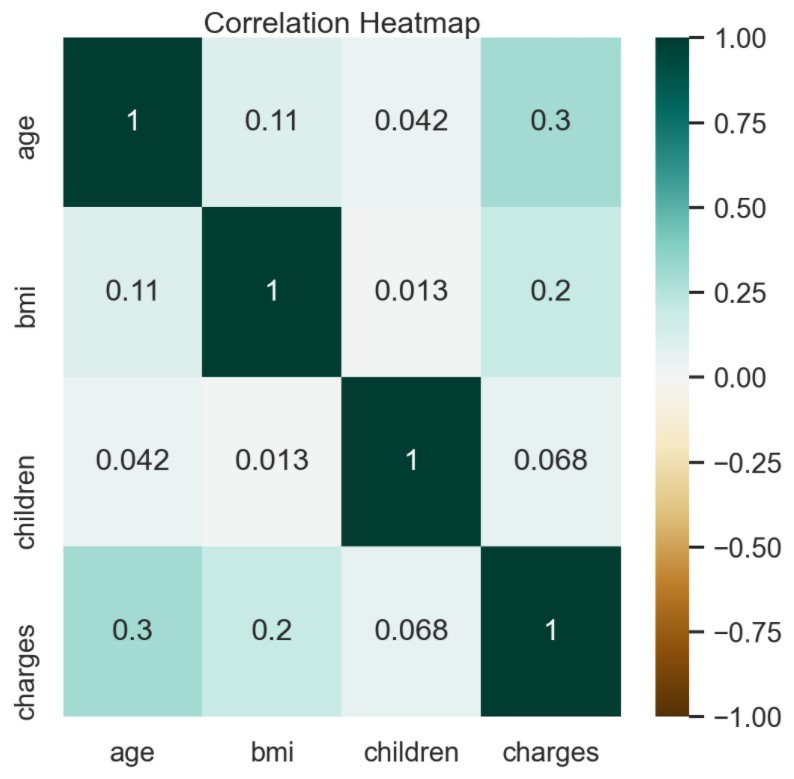 Correlation Heatmap
age
1
0.11
0.042
0.3
bmi
0.11
1
0.013
0.2
children
0.042
0.013
1
0.068
charges
0.3
0.2
0.068
1
age
bmi
children
charges
1.00
0.75
0.50
0.25
0.00
−0.25
−0.50
−0.75
−1.00